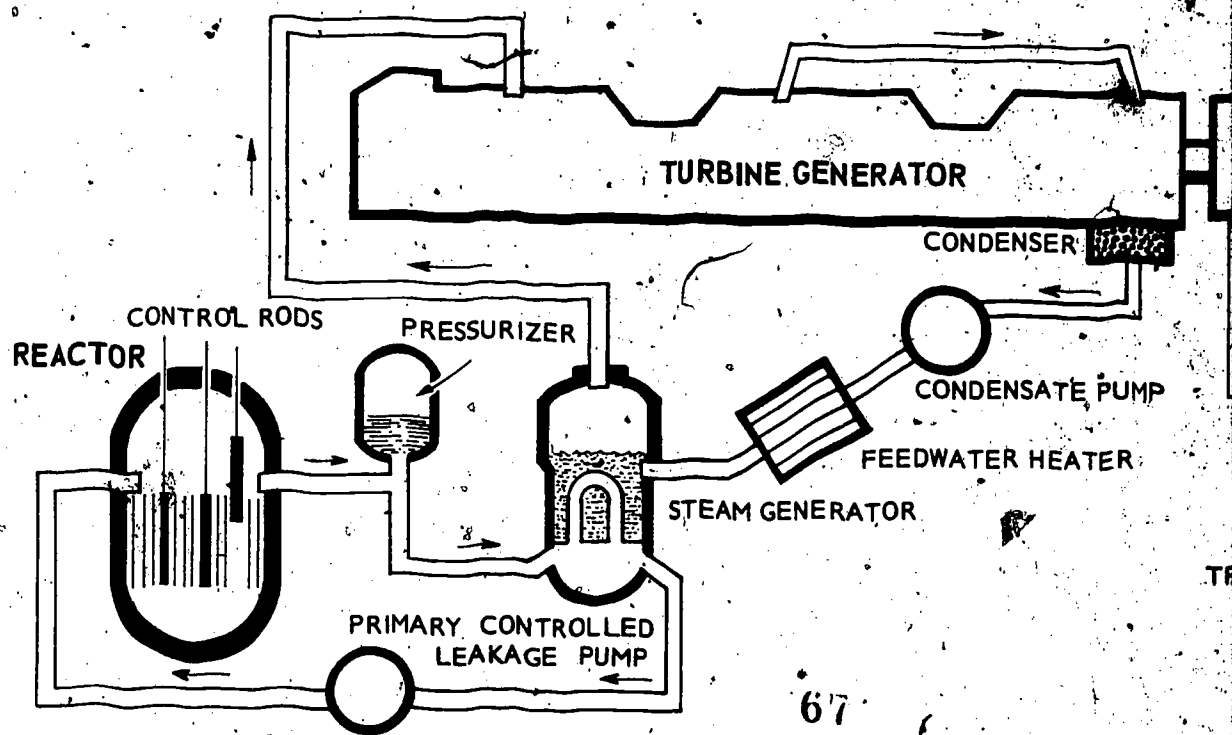 TURBINE GENERATOR
CONDENSER
CONTROL RODS
PRESSURIZER
REACTOR
CONDENSATE PUMP
FEEDWATER HEATER
STEAM GENERATOR
PRIMARY CONTROLLED
LEAKAGE PUMP
67